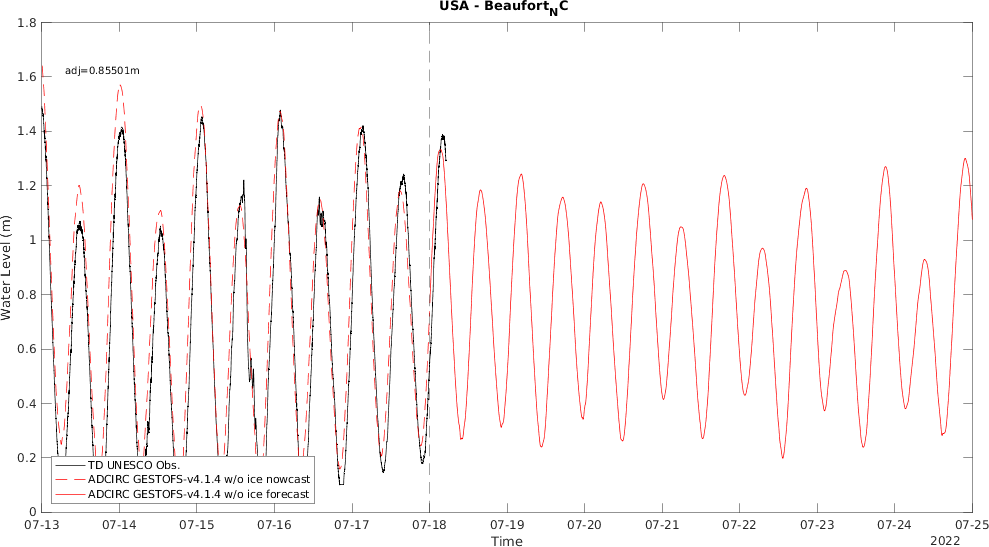 USA - Beaufort_NC
1.8
1.6
1.4
1.2
1
0.8
0.6
0.4
0.2
0
Water Level (m)
adj=0.85501m
TD UNESCO Obs.
ADCIRC GESTOFS-v4.1.4 w/o ice nowcast
ADCIRC GESTOFS-v4.1.4 w/o ice forecast
07-13 07-14 07-15 07-16 07-17 07-18 07-19 07-20 07-21 07-22 07-23 07-24 07-25
Time
2022